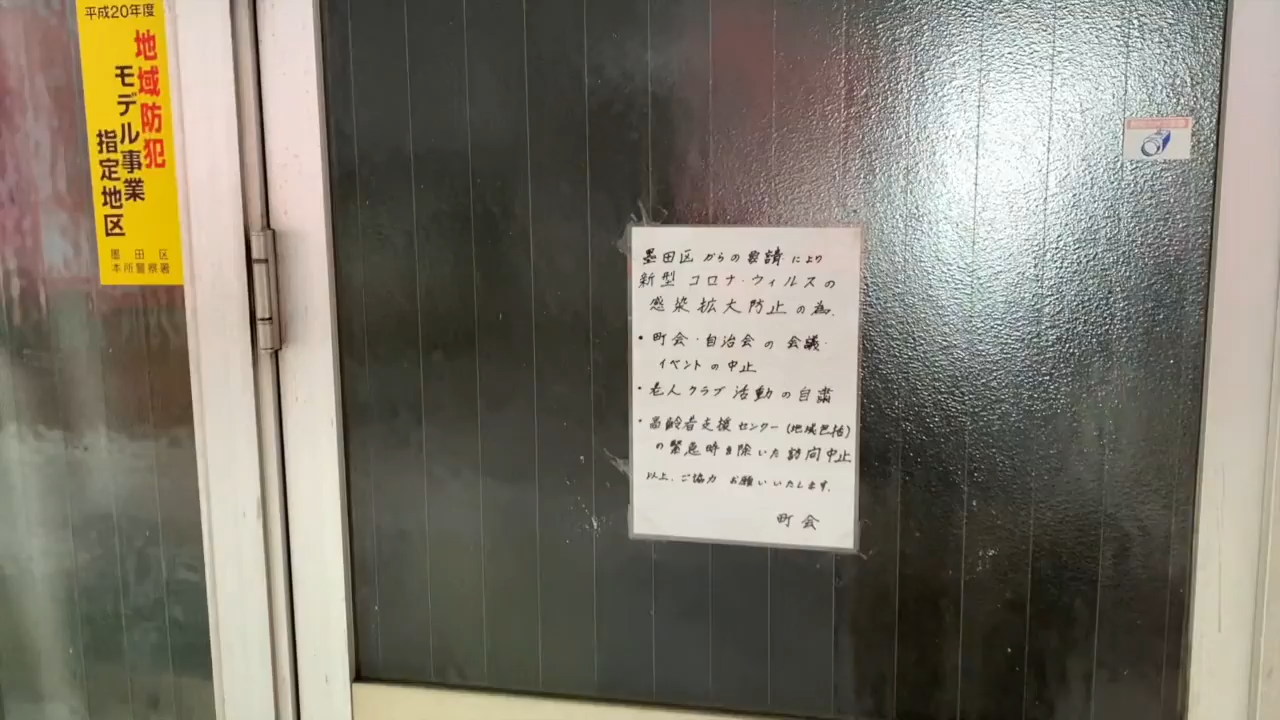 平成20年度
地域防犯
モデル事業
指定地区
墨田区
本所警察署
墨田区からの要請により
新型コロナ・ウィルスの
感染拡大防止の為、
・町会・自治会の会議・
イベントの中止
・老人クラブ活動の自粛
・高齢者支援センター(地域包括)
の緊急時を除いた訪問中止
以上、ご協力お願いいたします。
町会